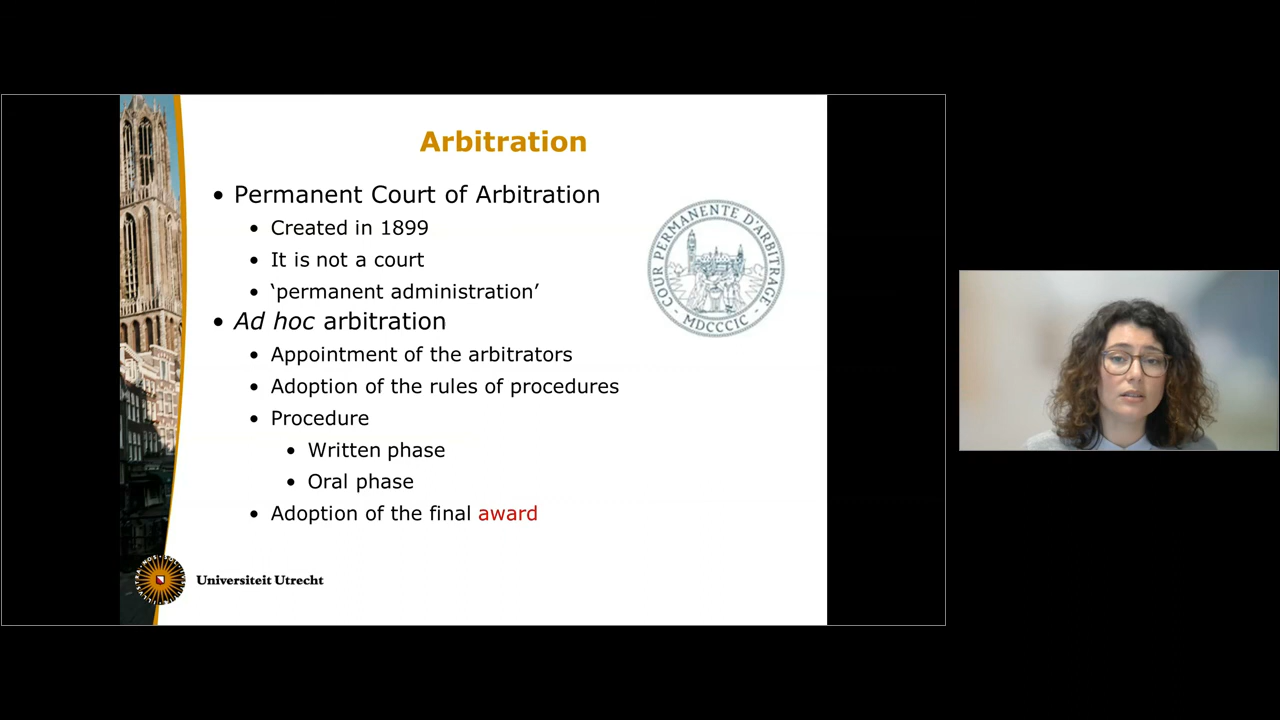 Arbitration
• Permanent Court of Arbitration
• Created in 1899
• It is not a court
• ‘permanent administration’
• Ad hoc arbitration
• Appointment of the arbitrators
• Adoption of the rules of procedures
• Procedure
• Written phase
• Oral phase
• Adoption of the final award
COUR PERMANENTE D'ARBITRAGE
- MDCCCIC -
Universiteit Utrecht